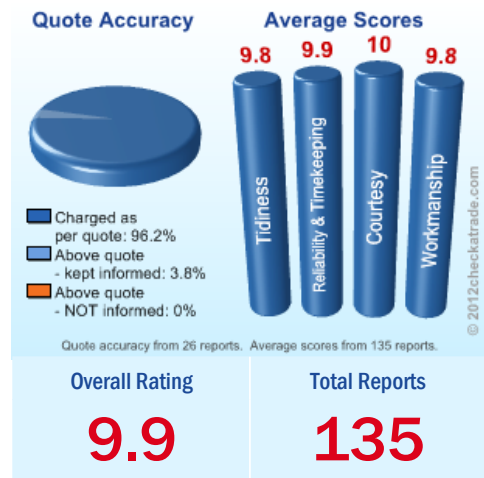 Quote Accuracy
Average Scores
9.8
9.9
10
9.8
Tidiness
Reliability & Timekeeping
Courtesy
Workmanship
Charged as
per quote: 96.2%
Above quote
- kept informed: 3.8%
Above quote
- NOT informed: 0%
© 2012checkatrade.com
Quote accuracy from 26 reports. Average scores from 135 reports.
Overall Rating
9.9
Total Reports
135